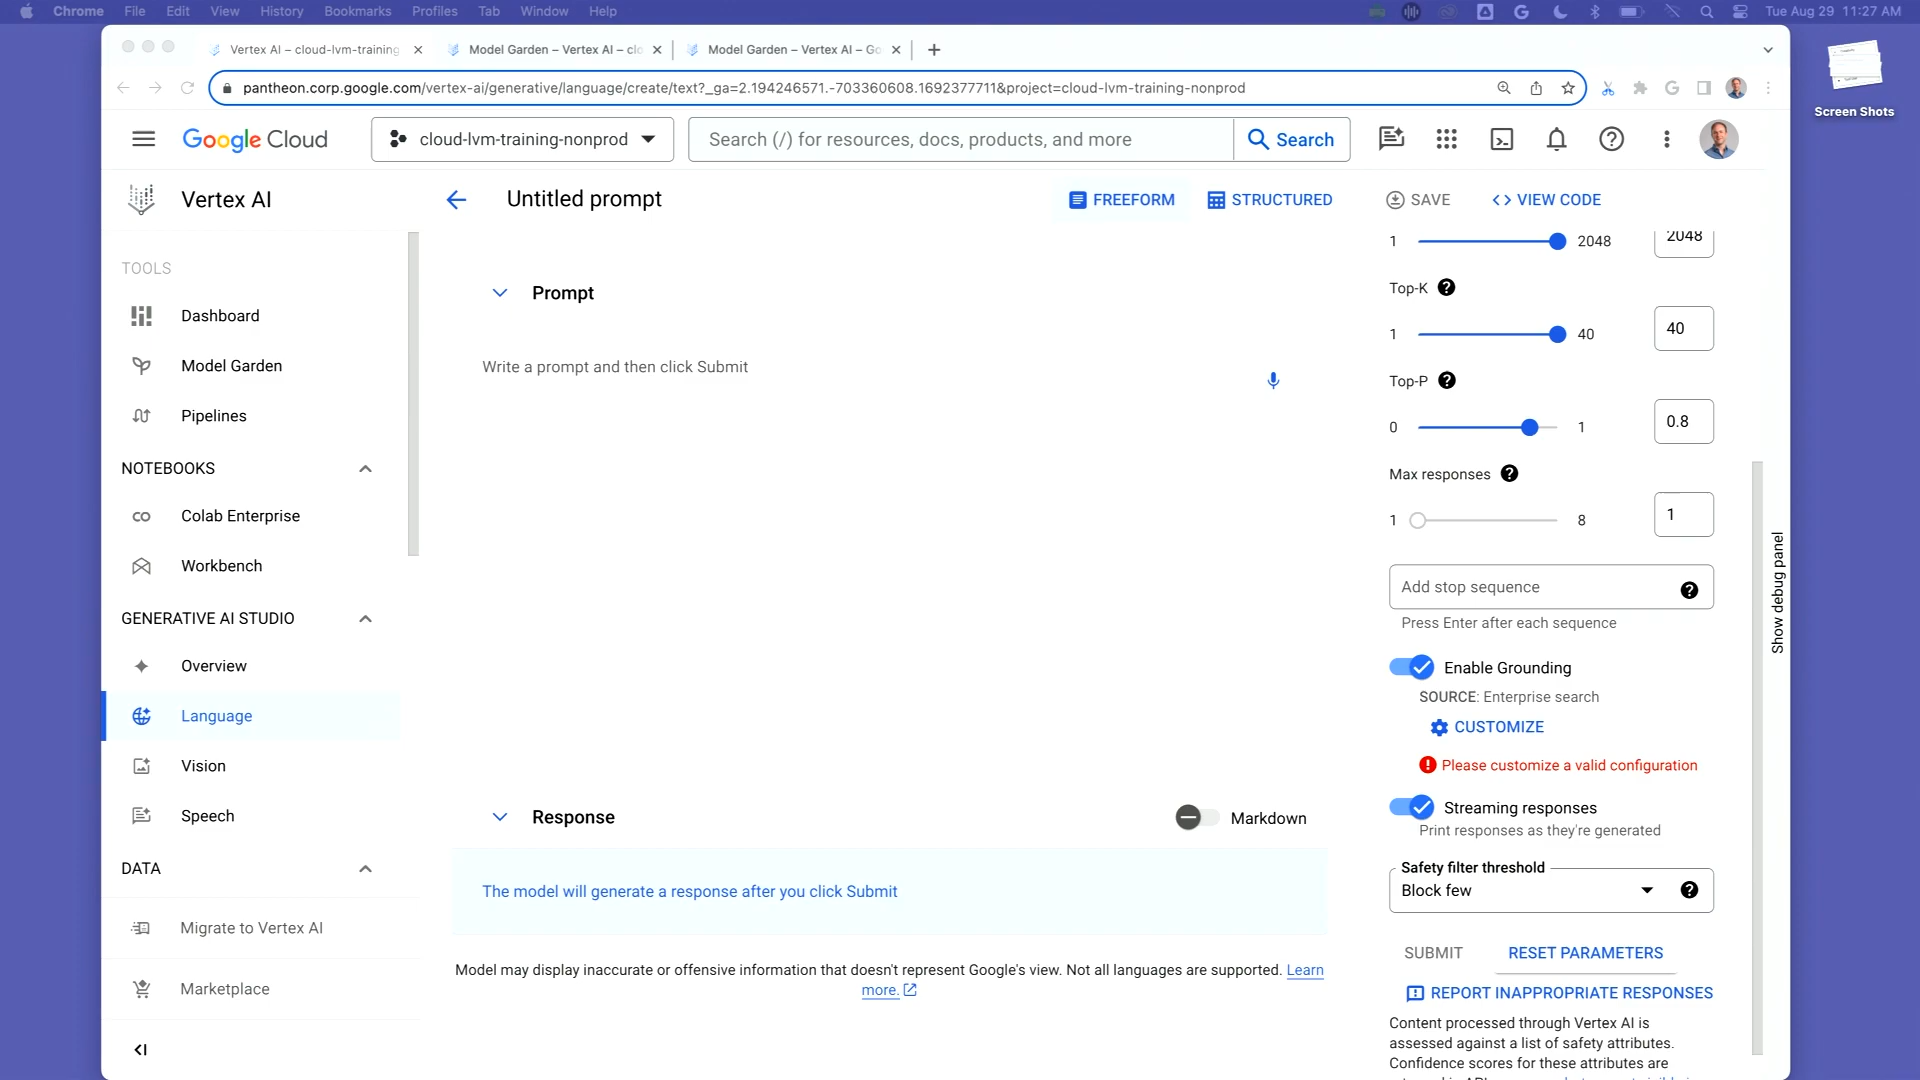 Chrome File Edit View History Bookmarks Profiles Tab Window Help Tue Aug 29 11:27 AM
Vertex AI – cloud-lvm-training
Model Garden – Vertex AI – clo
Model Garden – Vertex AI – Go
pantheon.corp.google.com/vertex-ai/generative/language/create/text?_ga=2.194246571.-703360608.1692377711&project=cloud-lvm-training-nonprod
Screen Shots
Google Cloud
cloud-lvm-training-nonprod
Search (/) for resources, docs, products, and more
Search
Vertex AI
Untitled prompt
FREEFORM
STRUCTURED
SAVE
VIEW CODE
TOOLS
Dashboard
Model Garden
Pipelines
NOTEBOOKS
Colab Enterprise
Workbench
GENERATIVE AI STUDIO
Overview
Language
Vision
Speech
DATA
Migrate to Vertex AI
Marketplace
Prompt
Write a prompt and then click Submit
Response
Markdown
The model will generate a response after you click Submit
Model may display inaccurate or offensive information that doesn't represent Google's view. Not all languages are supported. Learn
more.
1 2048 2048
Top-K
1 40 40
Top-P
0 1 0.8
Max responses
1 8 1
Add stop sequence
Press Enter after each sequence
Enable Grounding
SOURCE: Enterprise search
CUSTOMIZE
Please customize a valid configuration
Streaming responses
Print responses as they're generated
Safety filter threshold
Block few
SUBMIT
RESET PARAMETERS
REPORT INAPPROPRIATE RESPONSES
Content processed through Vertex AI is
assessed against a list of safety attributes.
Confidence scores for these attributes are
Show debug panel